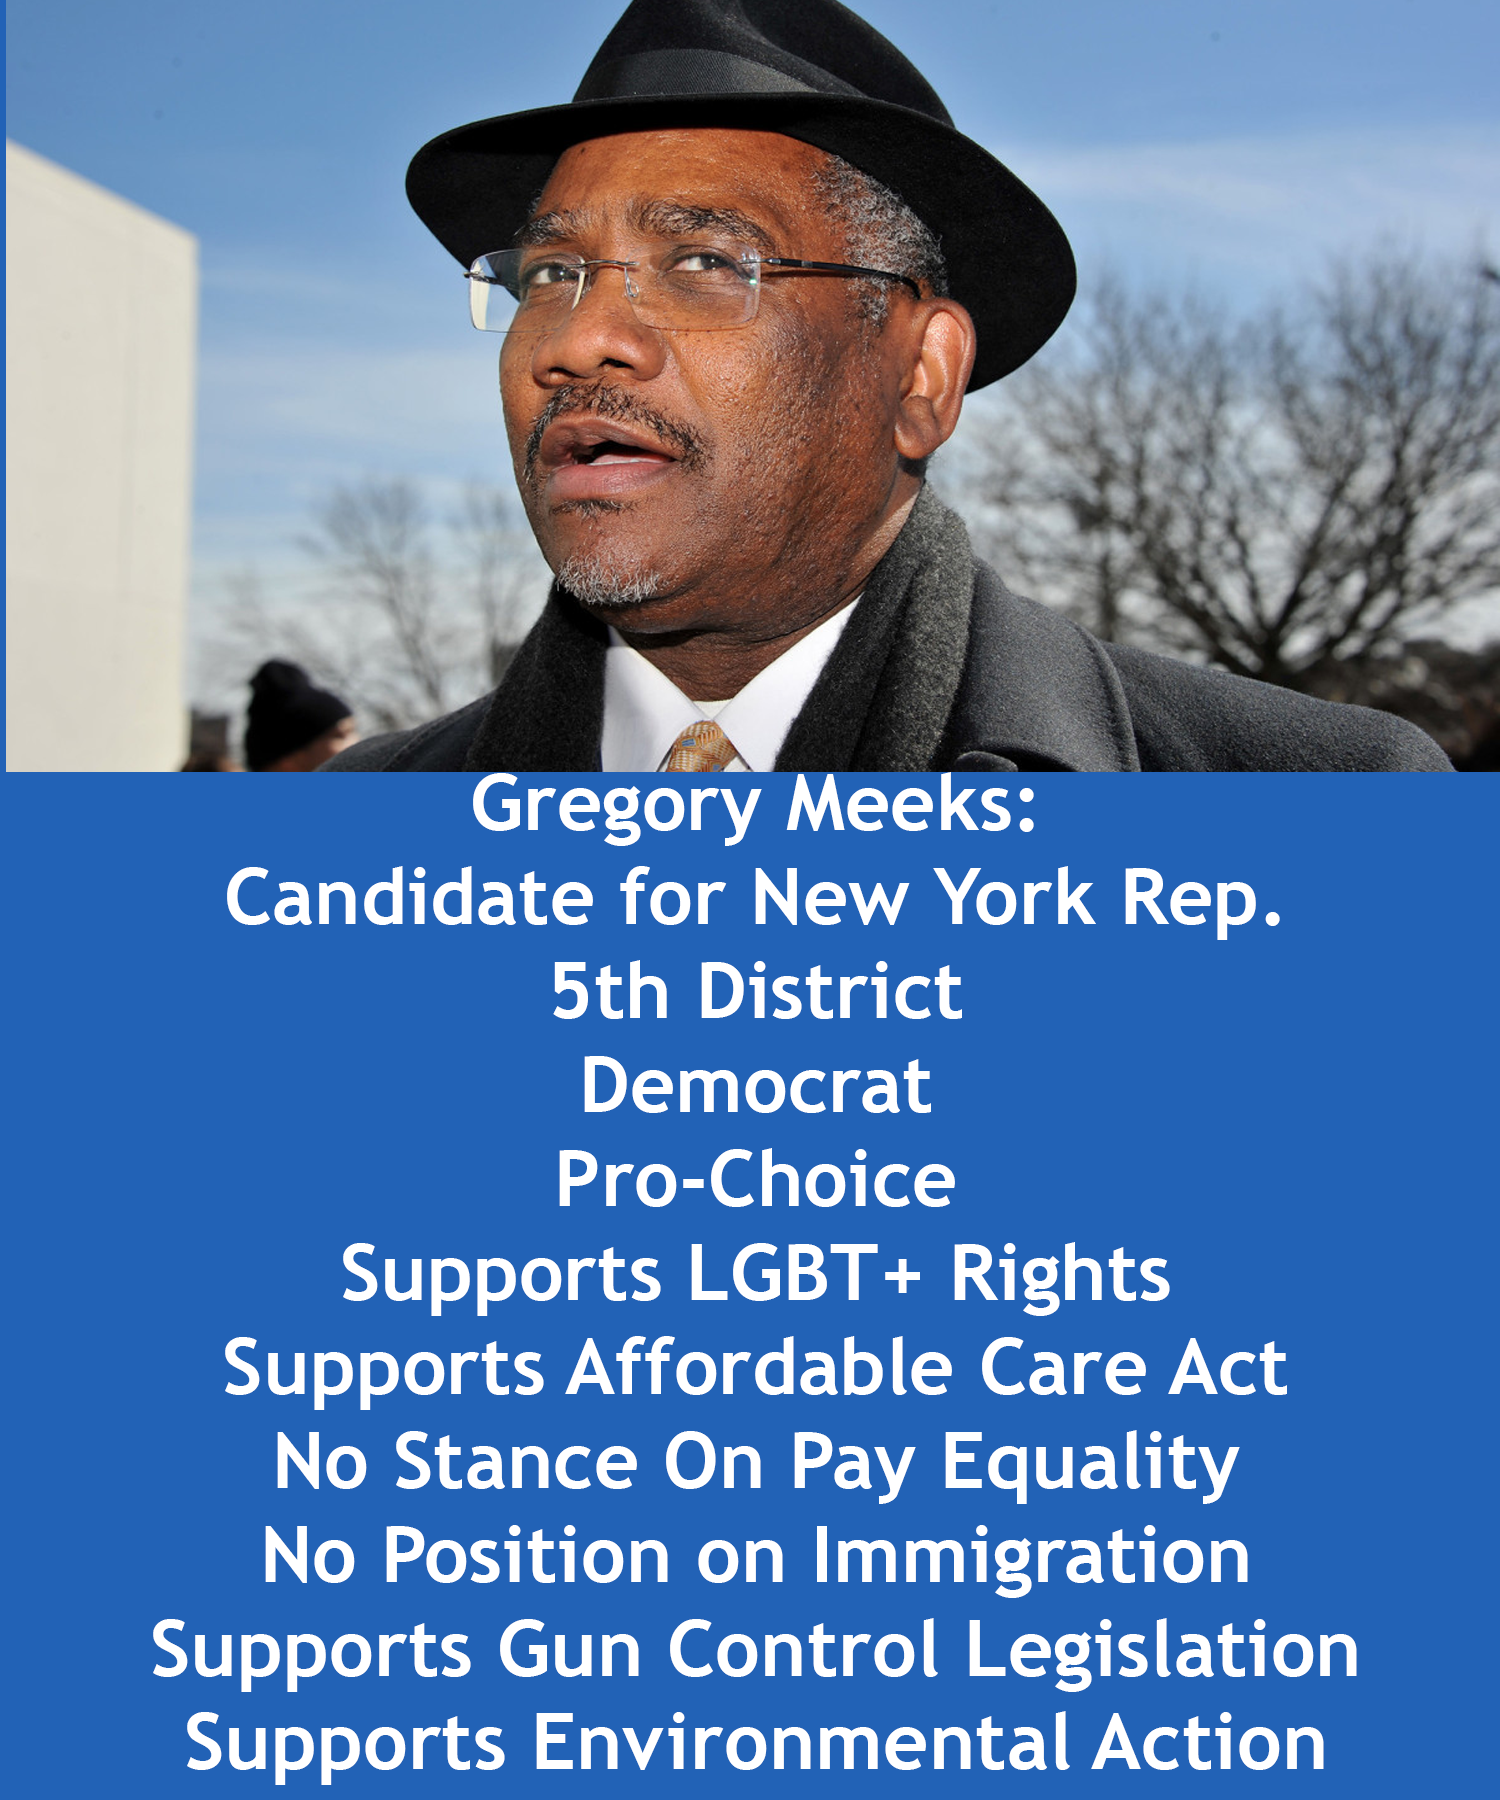 Gregory Meeks:
Candidate for New York Rep.
5th District
Democrat
Pro-Choice
Supports LGBT+ Rights
Supports Affordable Care Act
No Stance On Pay Equality
No Position on Immigration
Supports Gun Control Legislation
Supports Environmental Action